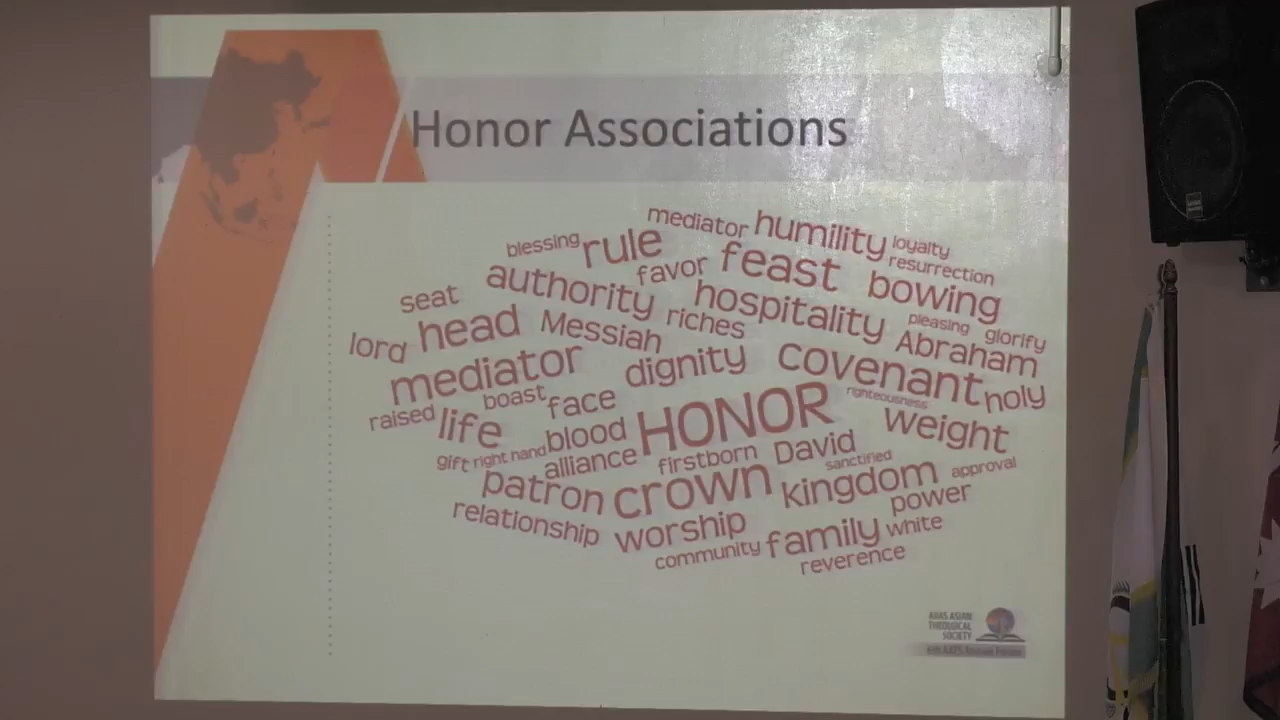 Honor Associations
mediator humility loyalty
blessing rule favor feast resurrection
seat authority hospitality bowing
lord head Messiah riches pleasing glorify
mediator dignity covenant Abraham
raised boast face HONOR righteousness holy
life blood David weight
gift right hand alliance firstborn sanctified
patron crown kingdom approval
relationship worship family power
community white
reverence
ASIAN
THEOLOGICAL
SOCIETY